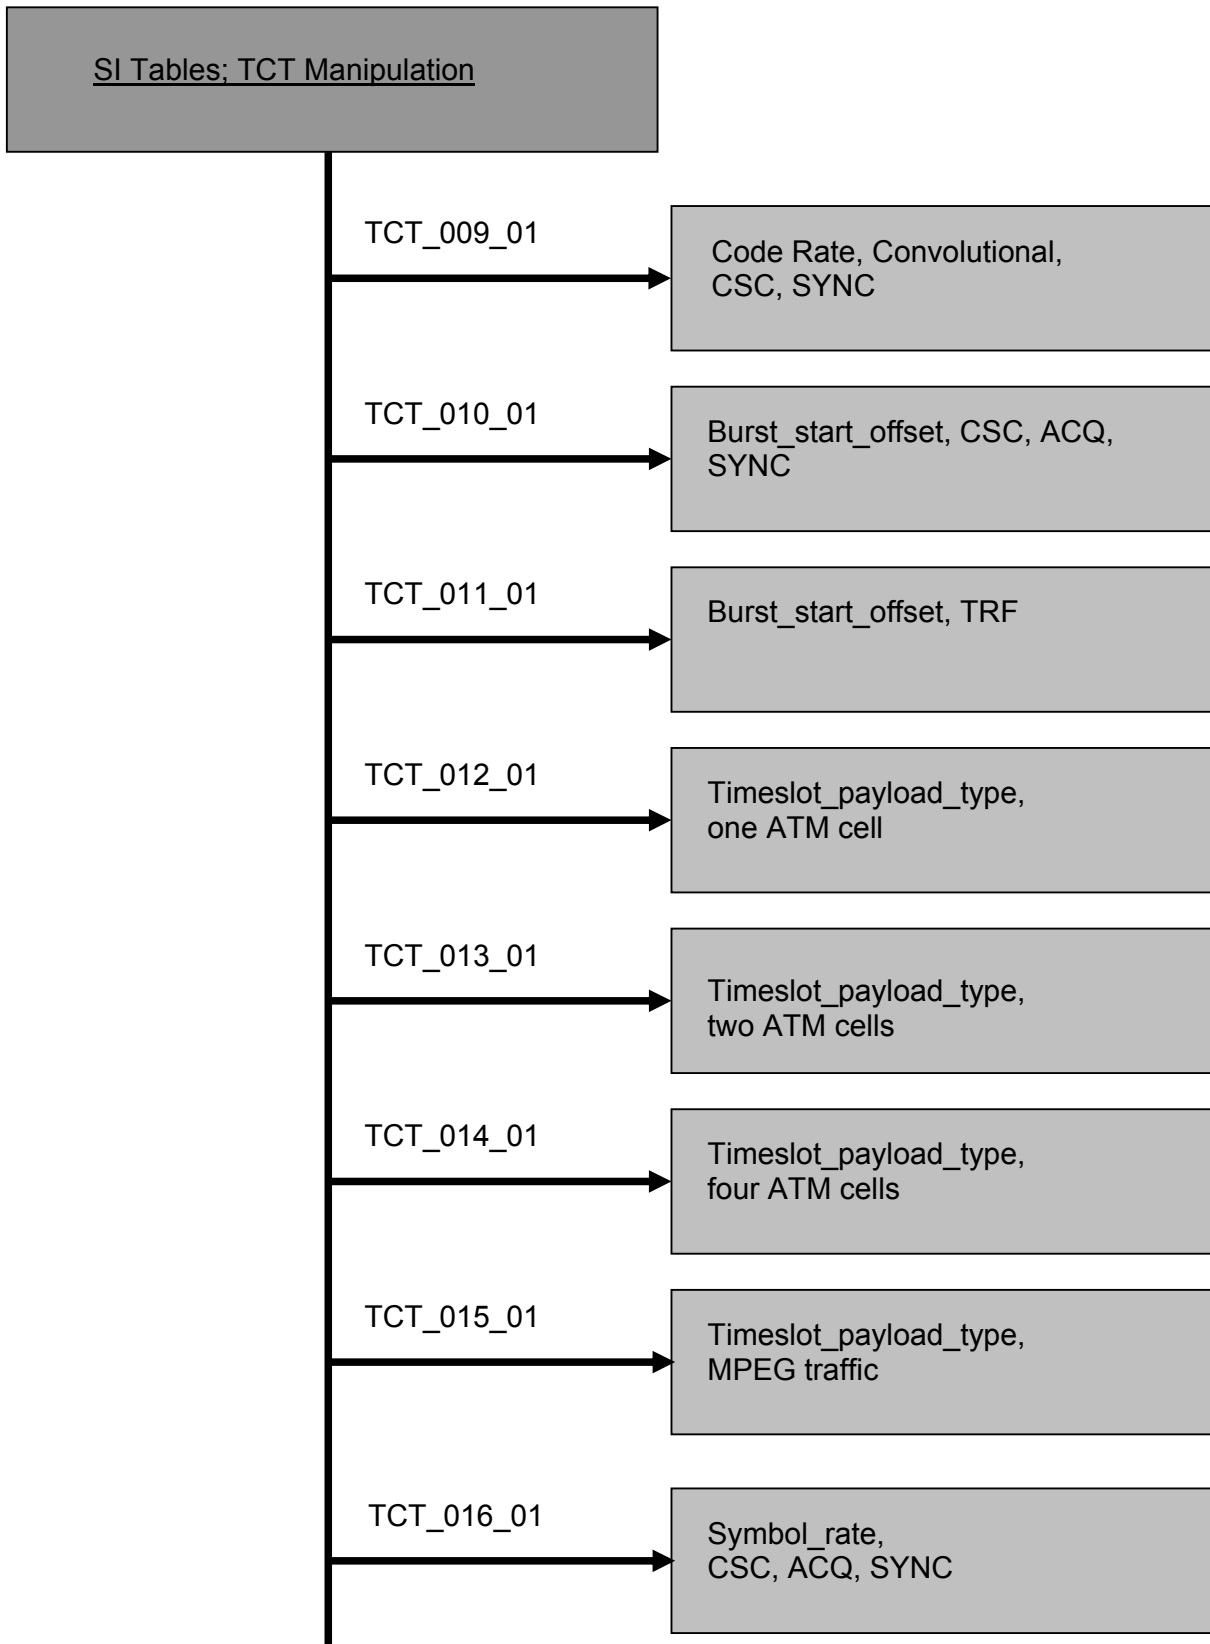 SI Tables; TCT Manipulation
TCT_009_01
Code Rate, Convolutional,
CSC, SYNC
TCT_010_01
Burst_start_offset, CSC, ACQ,
SYNC
TCT_011_01
Burst_start_offset, TRF
TCT_012_01
Timeslot_payload_type,
one ATM cell
TCT_013_01
Timeslot_payload_type,
two ATM cells
TCT_014_01
Timeslot_payload_type,
four ATM cells
TCT_015_01
Timeslot_payload_type,
MPEG traffic
TCT_016_01
Symbol_rate,
CSC, ACQ, SYNC